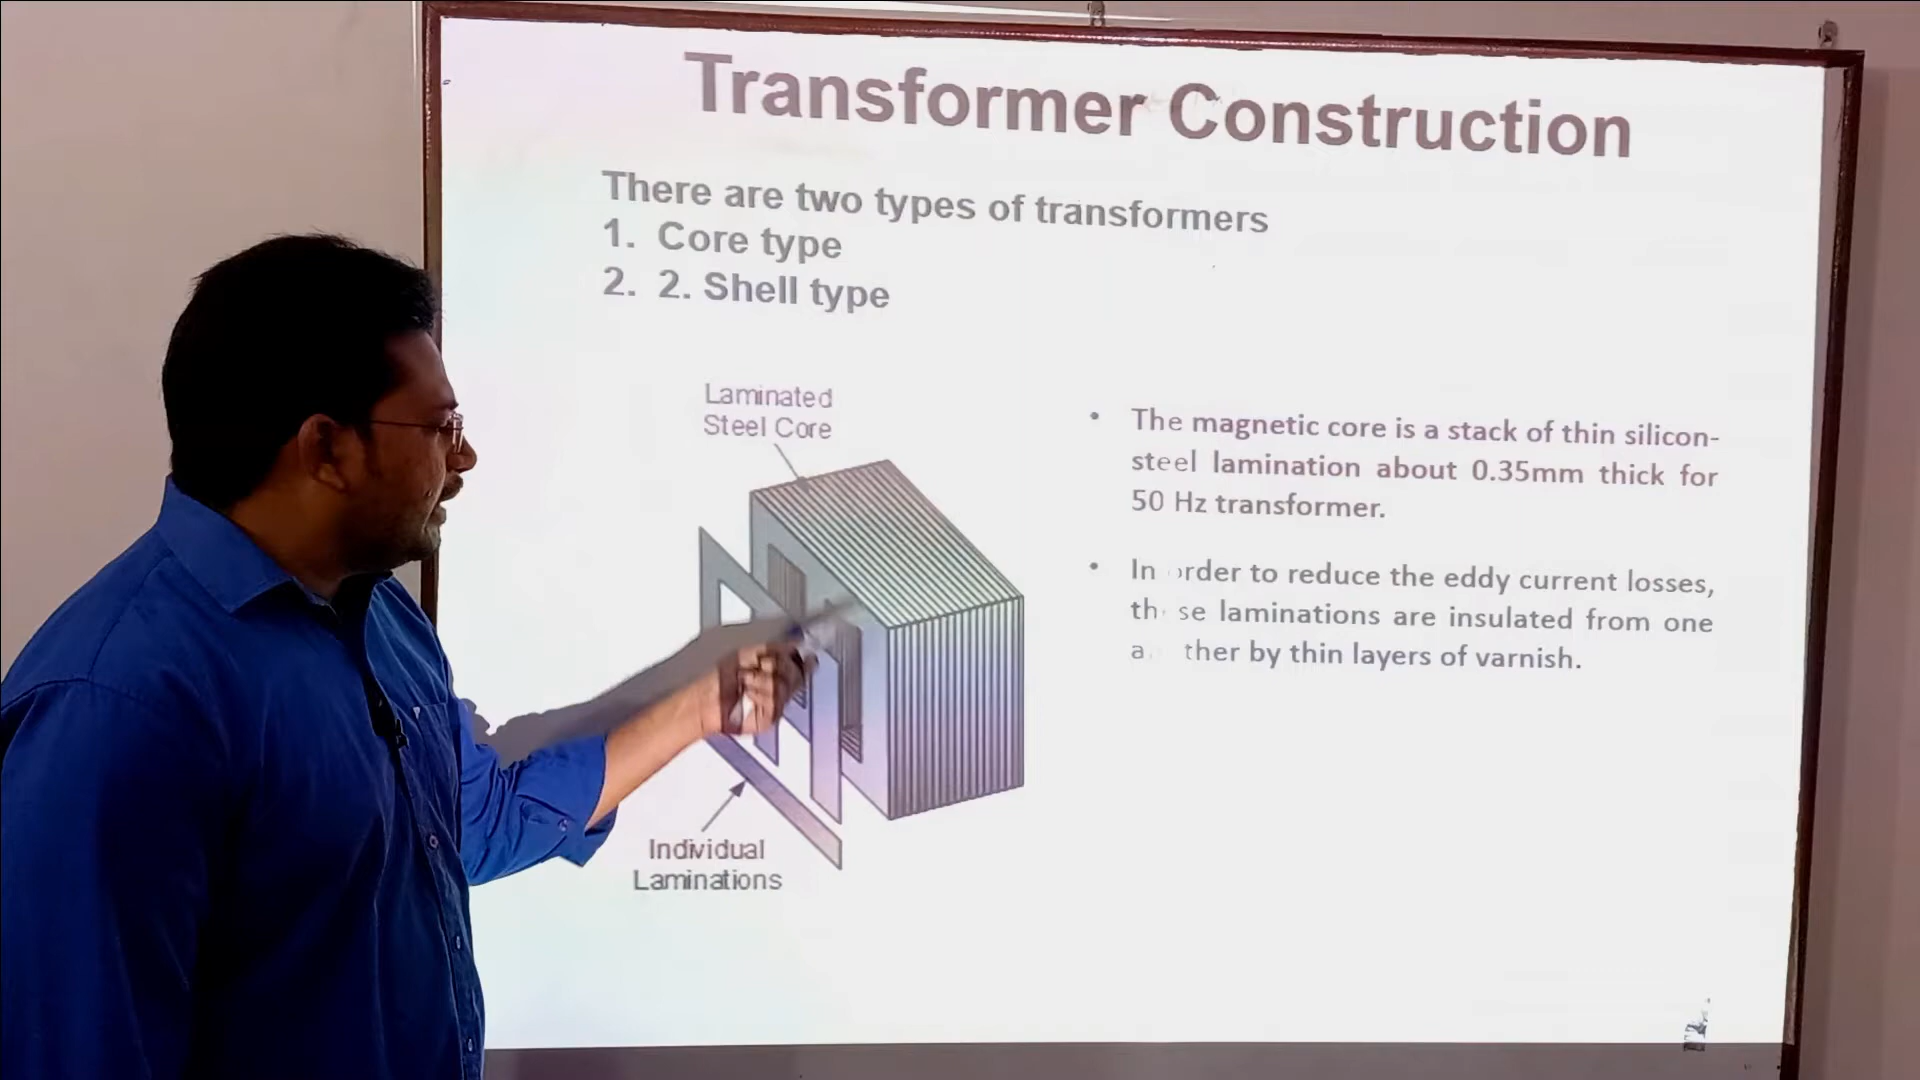 Transformer Construction
There are two types of transformers
1. Core type
2. 2. Shell type
Laminated
Steel Core
• The magnetic core is a stack of thin silicon-
steel lamination about 0.35mm thick for
50 Hz transformer.
• In order to reduce the eddy current losses,
these laminations are insulated from one
another by thin layers of varnish.
Individual
Laminations